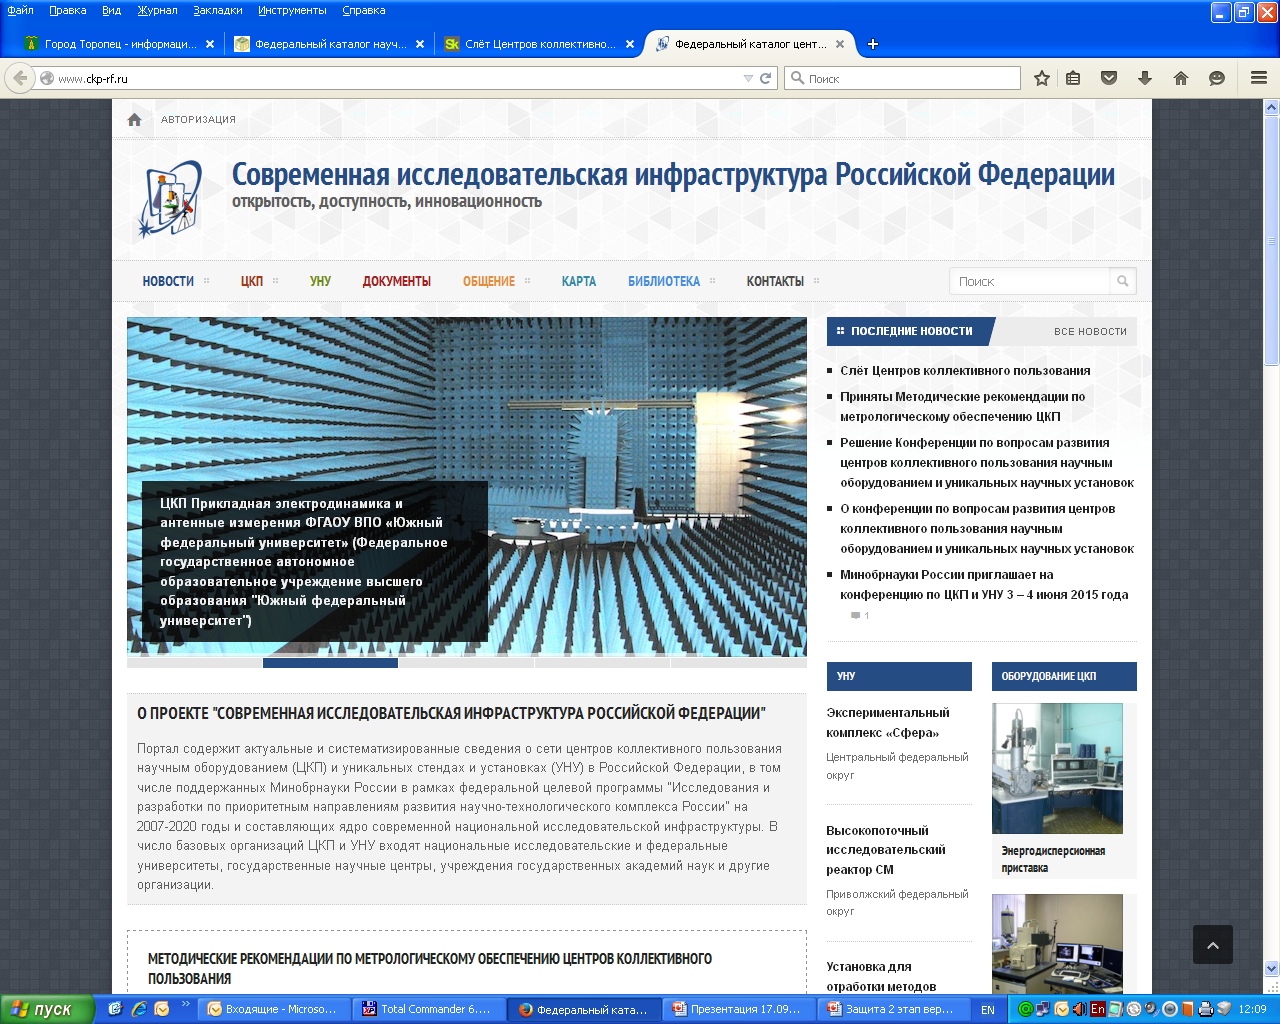 Файл Правка Вид Журнал Закладки Инструменты Справка
Город Торопец - информаци... Федеральный каталог науч... Слёт Центров коллективно... Федеральный каталог цент...
www.ckp-rf.ru Поиск
АВТОРИЗАЦИЯ
Современная исследовательская инфраструктура Российской Федерации
открытость, доступность, инновационность
НОВОСТИ ЦКП УНУ ДОКУМЕНТЫ ОБЩЕНИЕ КАРТА БИБЛИОТЕКА КОНТАКТЫ Поиск
ЦКП Прикладная электродинамика и
антенные измерения ФГАОУ ВПО «Южный
федеральный университет» (Федеральное
государственное автономное
образовательное учреждение высшего
образования "Южный федеральный
университет")
ПОСЛЕДНИЕ НОВОСТИ ВСЕ НОВОСТИ
Слёт Центров коллективного пользования
Приняты Методические рекомендации по
метрологическому обеспечению ЦКП
Решение Конференции по вопросам развития
центров коллективного пользования научным
оборудованием и уникальных научных установок
О конференции по вопросам развития центров
коллективного пользования научным
оборудованием и уникальных научных установок
Минобрнауки России приглашает на
конференцию по ЦКП и УНУ 3 – 4 июня 2015 года
1
О ПРОЕКТЕ "СОВРЕМЕННАЯ ИССЛЕДОВАТЕЛЬСКАЯ ИНФРАСТРУКТУРА РОССИЙСКОЙ ФЕДЕРАЦИИ"
Портал содержит актуальные и систематизированные сведения о сети центров коллективного пользования
научным оборудованием (ЦКП) и уникальных стендах и установках (УНУ) в Российской Федерации, в том
числе поддержанных Минобрнауки России в рамках федеральной целевой программы "Исследования и
разработки по приоритетным направлениям развития научно-технологического комплекса России" на
2007-2020 годы и составляющих ядро современной национальной исследовательской инфраструктуры. В
число базовых организаций ЦКП и УНУ входят национальные исследовательские и федеральные
университеты, государственные научные центры, учреждения государственных академий наук и другие
организации.
МЕТОДИЧЕСКИЕ РЕКОМЕНДАЦИИ ПО МЕТРОЛОГИЧЕСКОМУ ОБЕСПЕЧЕНИЮ ЦЕНТРОВ КОЛЛЕКТИВНОГО
ПОЛЬЗОВАНИЯ
УНУ
Экспериментальный
комплекс «Сфера»
Центральный федеральный
округ
Высокопоточный
исследовательский
реактор СМ
Приволжский федеральный
округ
Установка для
отработки методов
ОБОРУДОВАНИЕ ЦКП
Энергодисперсионная
приставка
пуск Входящие - Microso... Total Commander 6.... Федеральный ката... Презентация 17.09... Защита 2 этап вер... EN En 12:09